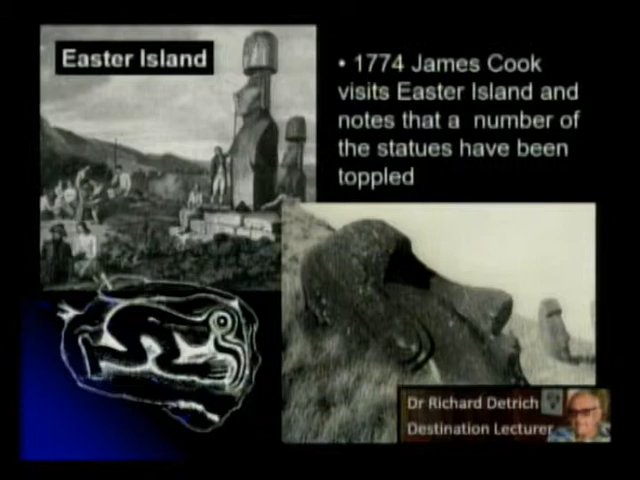 Easter Island
• 1774 James Cook
visits Easter Island and
notes that a number of
the statues have been
toppled
Dr Richard Detrich
Destination Lecturer